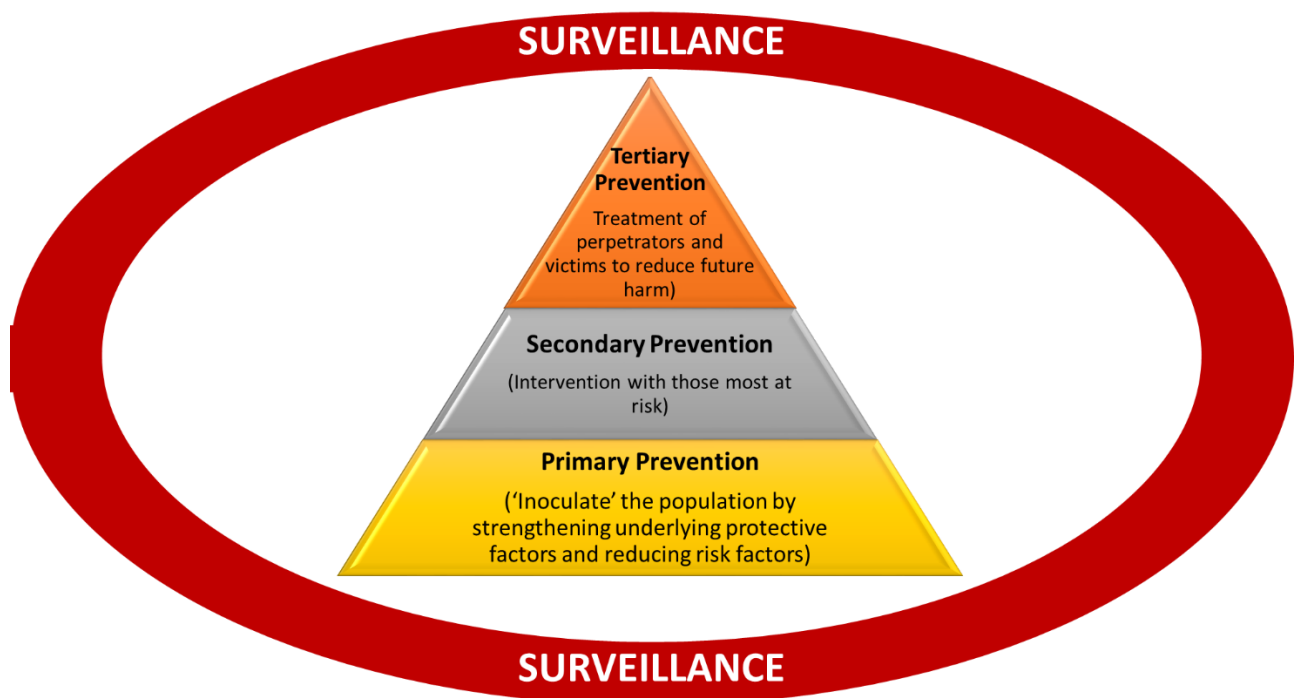 SURVEILLANCE
Tertiary
Prevention
Treatment of
perpetrators and
victims to reduce future
harm)
Secondary Prevention
(Intervention with those most at
risk)
Primary Prevention
(‘Inoculate’ the population by
strengthening underlying protective
factors and reducing risk factors)
SURVEILLANCE